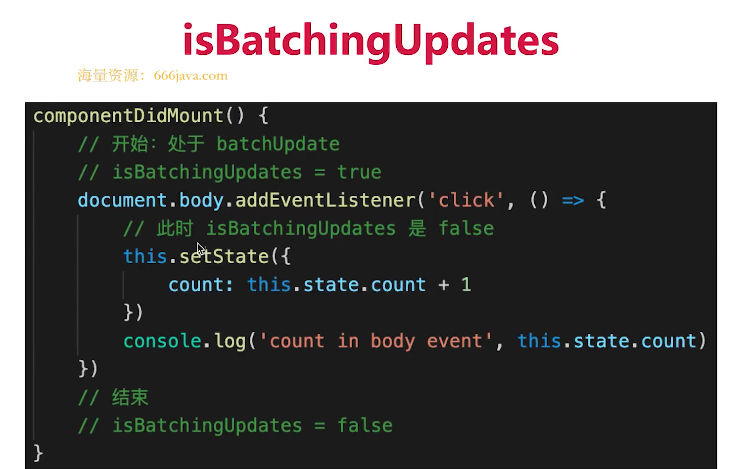 isBatchingUpdates
海量资源：666java.com
componentDidMount() {
// 开始：处于 batchUpdate
// isBatchingUpdates = true
document.body.addEventListener('click', () => {
// 此时 isBatchingUpdates 是 false
this.setState({
count: this.state.count + 1
})
console.log('count in body event', this.state.count)
})
// 结束
// isBatchingUpdates = false
}